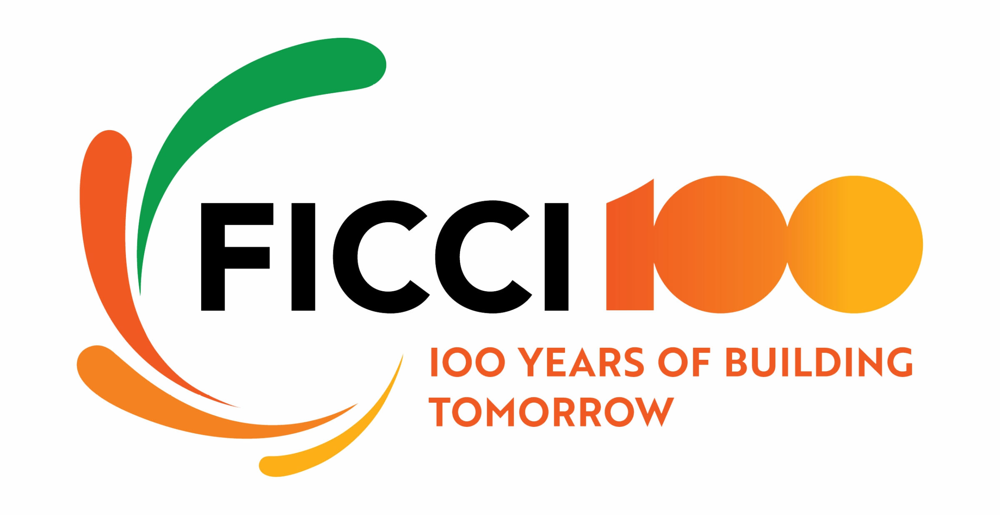 FICCI 100
100 YEARS OF BUILDING
TOMORROW